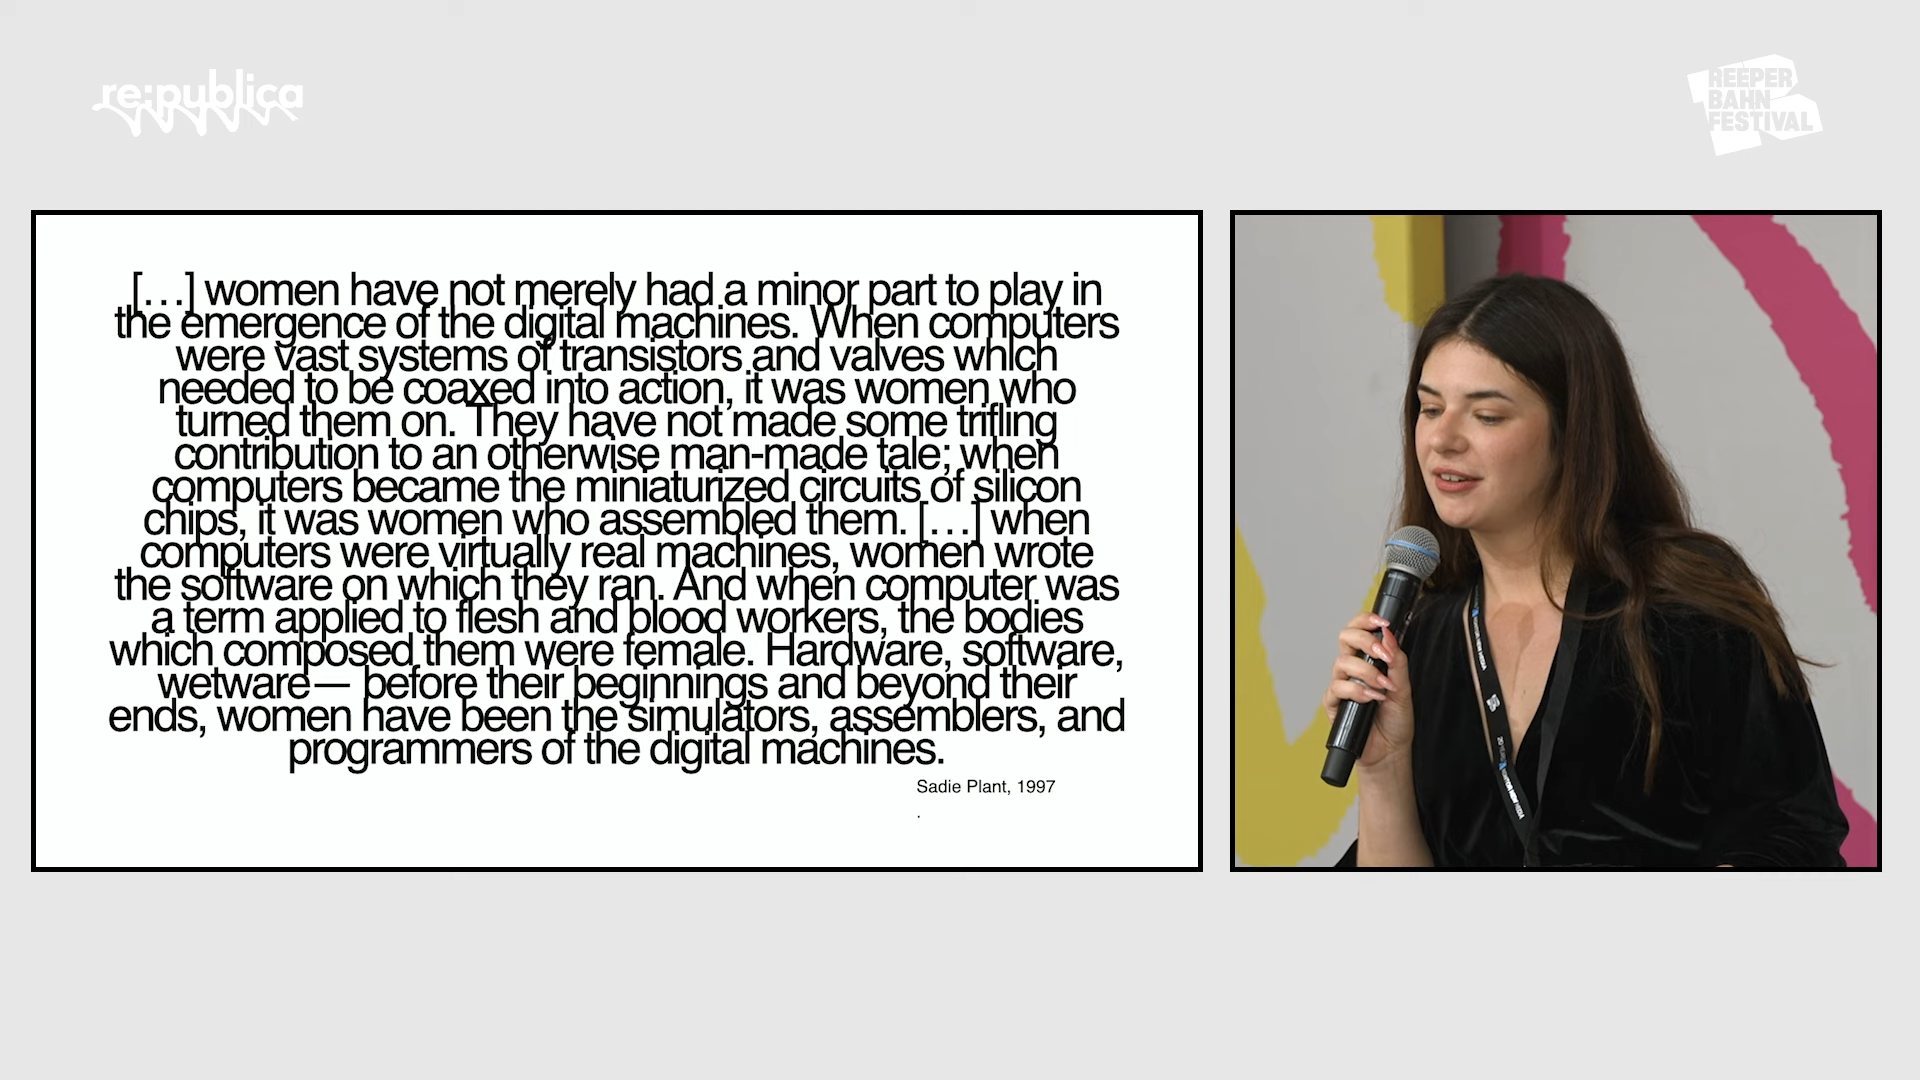 re:publica
REEPER
BAHN
FESTIVAL
[…] women have not merely had a minor part to play in
the emergence of the digital machines. When computers
were vast systems of transistors and valves which
needed to be coaxed into action, it was women who
turned them on. They have not made some trifling
contribution to an otherwise man-made tale; when
computers became the miniaturized circuits of silicon
chips, it was women who assembled them. […] when
computers were virtually real machines, women wrote
the software on which they ran. And when computer was
a term applied to flesh and blood workers, the bodies
which composed them were female. Hardware, software,
wetware— before their beginnings and beyond their
ends, women have been the simulators, assemblers, and
programmers of the digital machines.
Sadie Plant, 1997
.